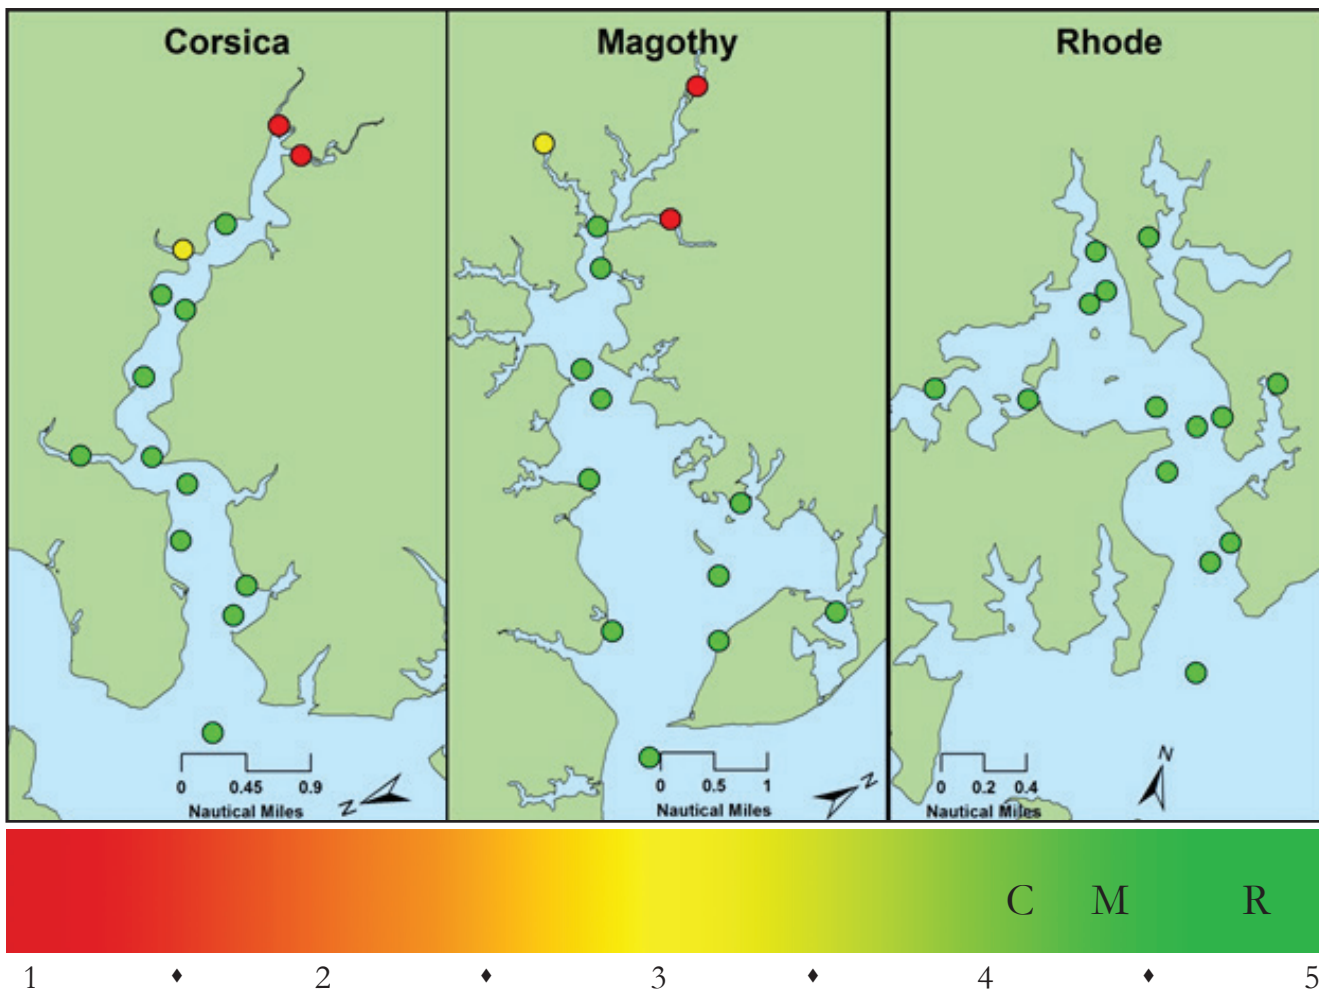 Corsica
Magothy
Rhode
0 0.45 0.9
Nautical Miles
N
0 0.5 1
Nautical Miles
N
0 0.2 0.4
Nautical Miles
N
C M R
1 ♦ 2 ♦ 3 ♦ 4 ♦ 5